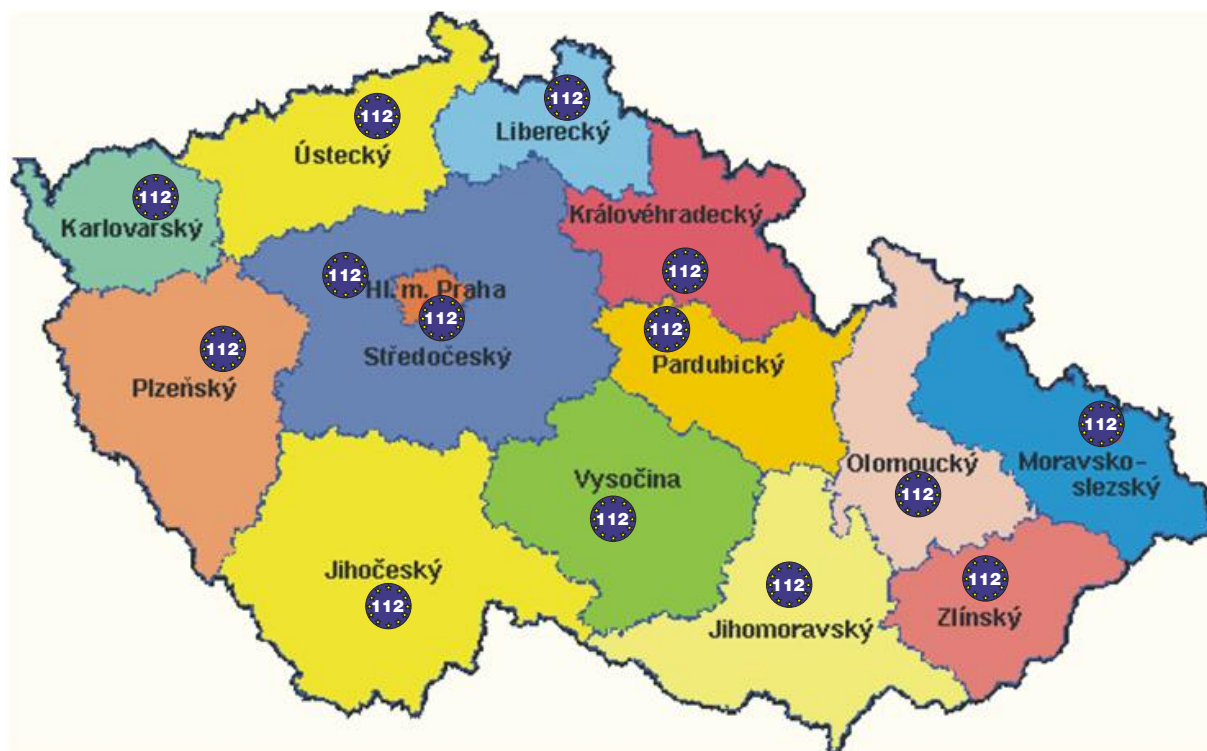 112
Liberecký
112
Ústecký
112
Karlovarský
Královéhradecký
112
112
Hl. m. Praha
112
112
Středočeský
112
Plzeňský
Pardubický
112
Olomoucký
Moravsko-
slezský
112
Vysočina
112
Jihočeský
112
112
Jihomoravský
112
Zlínský